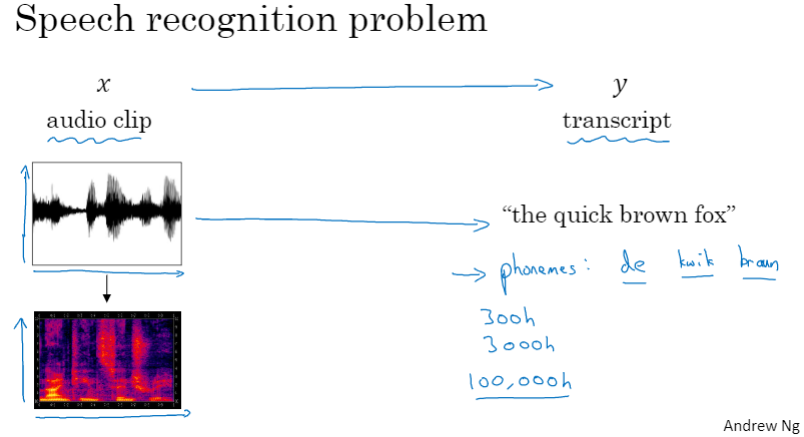 Speech recognition problem
x
y
audio clip
transcript
“the quick brown fox”
phonemes: de kwik braun
300h
3000h
100,000h
Andrew Ng